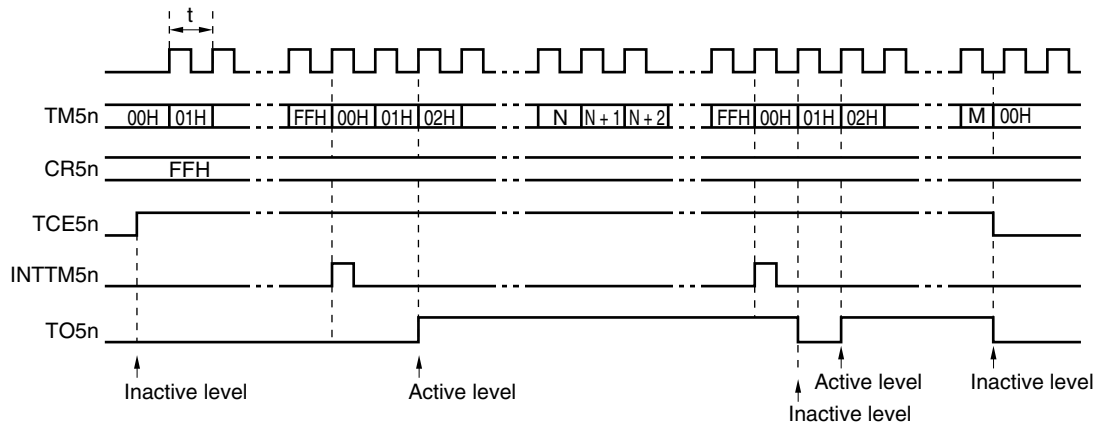 t
TM5n 00H 01H FFH 00H 01H 02H N N + 1 N + 2 FFH 00H 01H 02H M 00H
CR5n FFH
TCE5n
INTTM5n
TO5n
Inactive level Active level Active level Inactive level
Inactive level